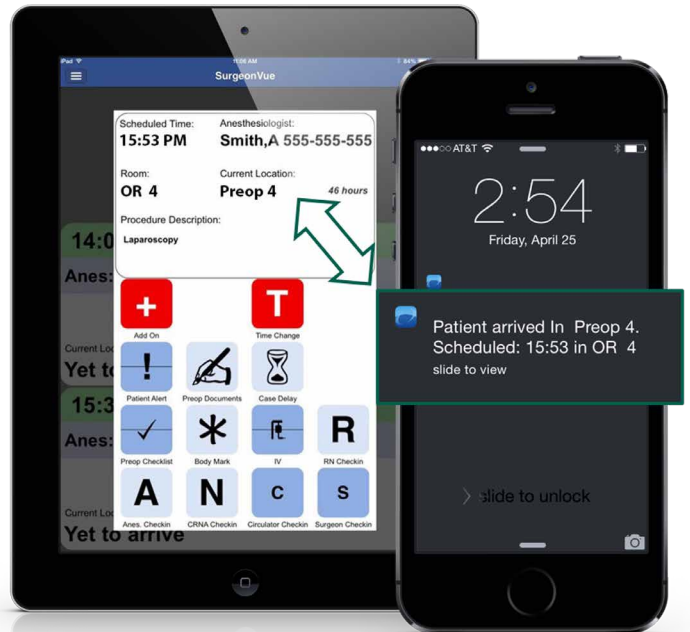 iPad
11:08 AM
84%
SurgeonVue
Scheduled Time:
Anesthesiologist:
15:53 PM
Smith,A 555-555-555
Room:
Current Location:
OR 4
Preop 4
46 hours
Procedure Description:
Laparoscopy
14:0
Anes:
+
T
Add On
Time Change
Current Loc
Yet to
!
Patient Alert
Preop Documents
Case Delay
15:3
Anes:
R
Preop Checklist
Body Mark
IV
RN Checkin
A
N
C
S
Anes. Checkin
CRNA Checkin
Circulator Checkin
Surgeon Checkin
Current Loc
Yet to arrive
AT&T
2:54
Friday, April 25
Patient arrived In Preop 4.
Scheduled: 15:53 in OR 4
slide to view
slide to unlock